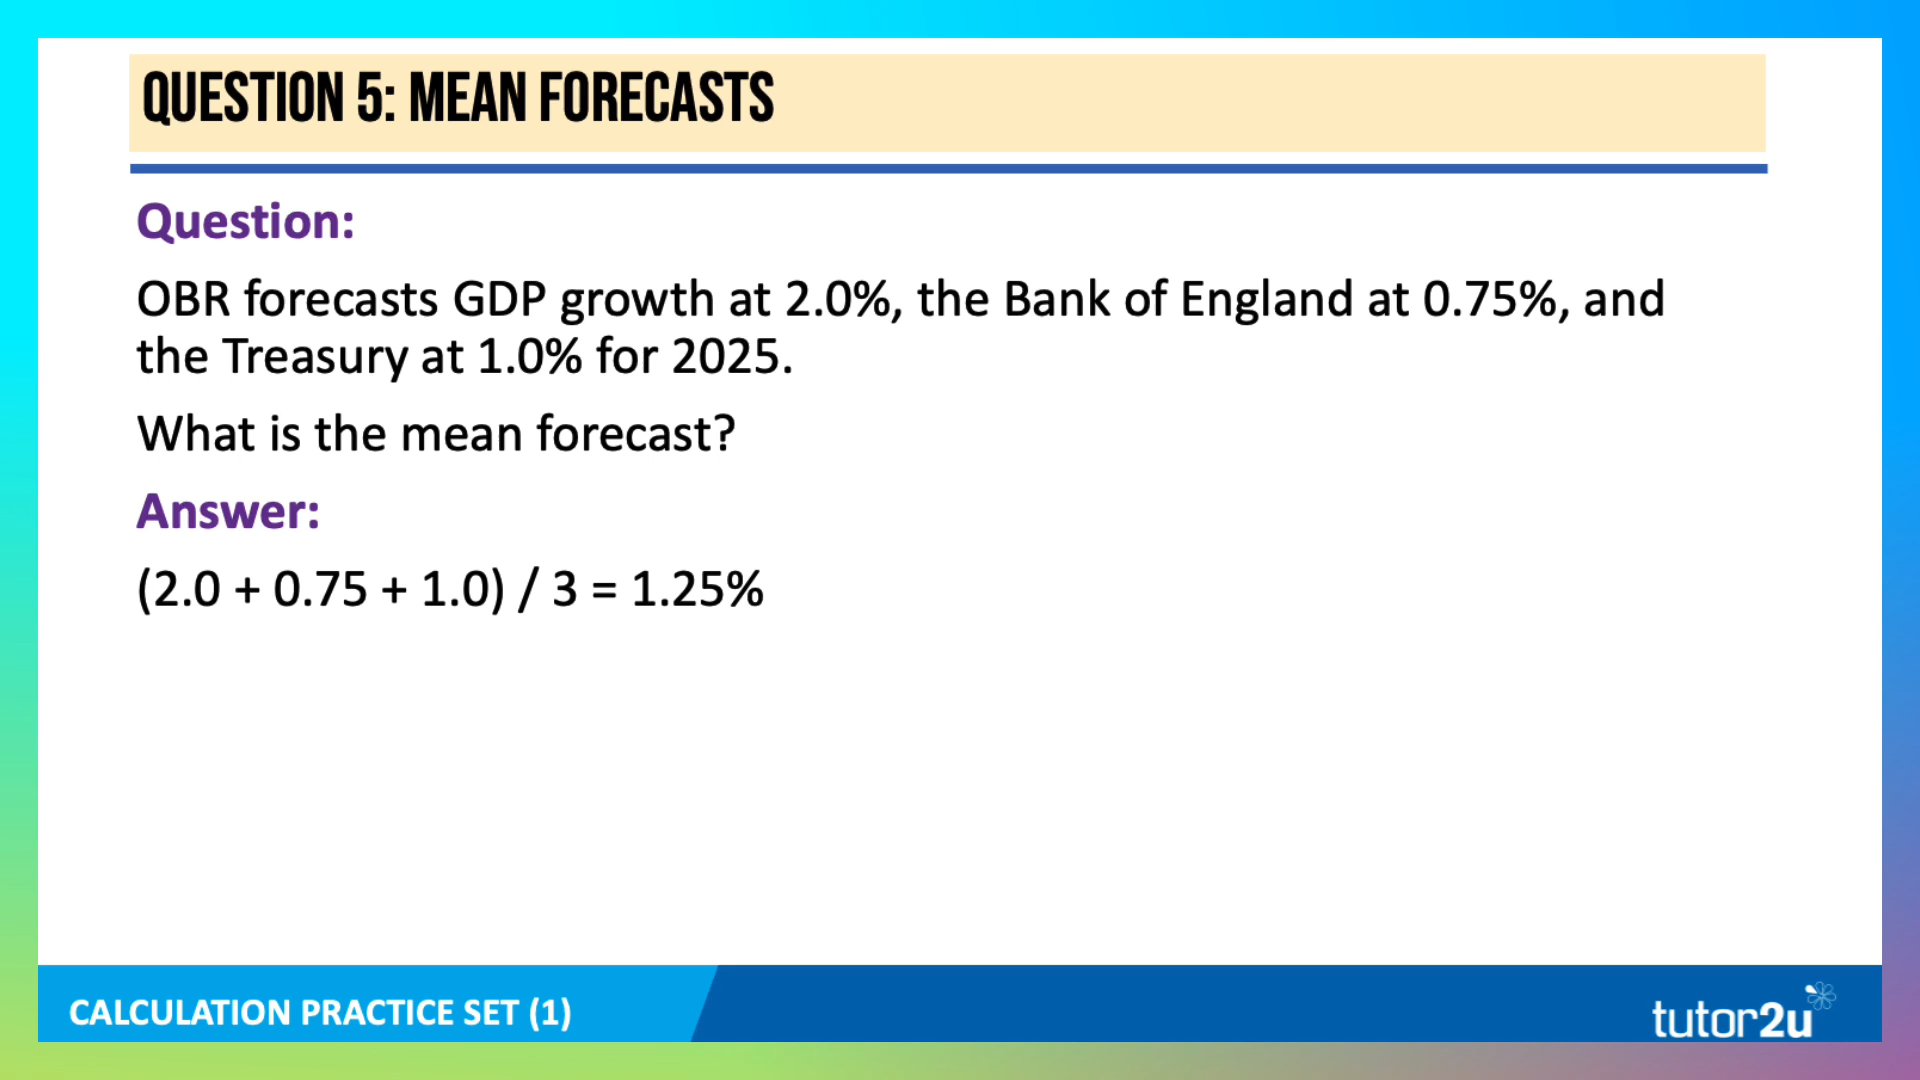 QUESTION 5: MEAN FORECASTS
Question:
OBR forecasts GDP growth at 2.0%, the Bank of England at 0.75%, and
the Treasury at 1.0% for 2025.
What is the mean forecast?
Answer:
(2.0 + 0.75 + 1.0) / 3 = 1.25%
CALCULATION PRACTICE SET (1)
tutor2u